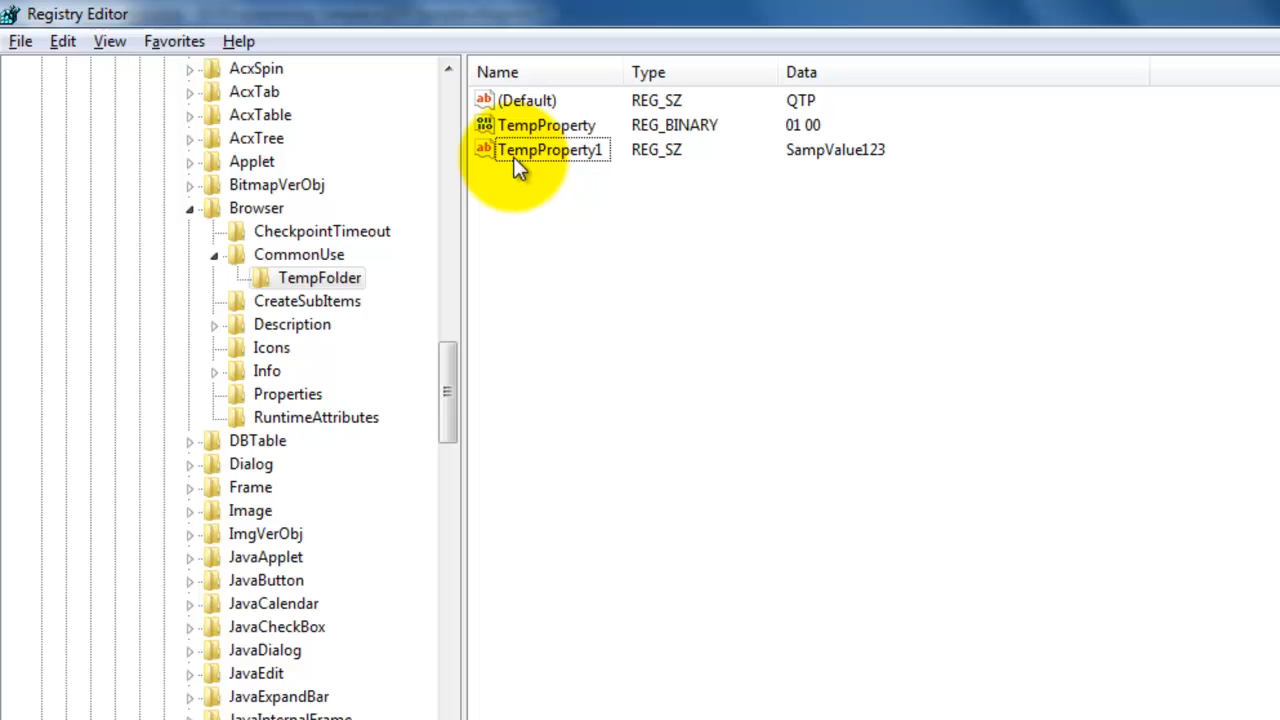 Registry Editor
File Edit View Favorites Help
AcxSpin
AcxTab
AcxTable
AcxTree
Applet
BitmapVerObj
Browser
CheckpointTimeout
CommonUse
TempFolder
CreateSubItems
Description
Icons
Info
Properties
RuntimeAttributes
DBTable
Dialog
Frame
Image
ImgVerObj
JavaApplet
JavaButton
JavaCalendar
JavaCheckBox
JavaDialog
JavaEdit
JavaExpandBar
JavaInternalFrame
Name Type Data
(Default) REG_SZ QTP
TempProperty REG_BINARY 01 00
TempProperty1 REG_SZ SampValue123